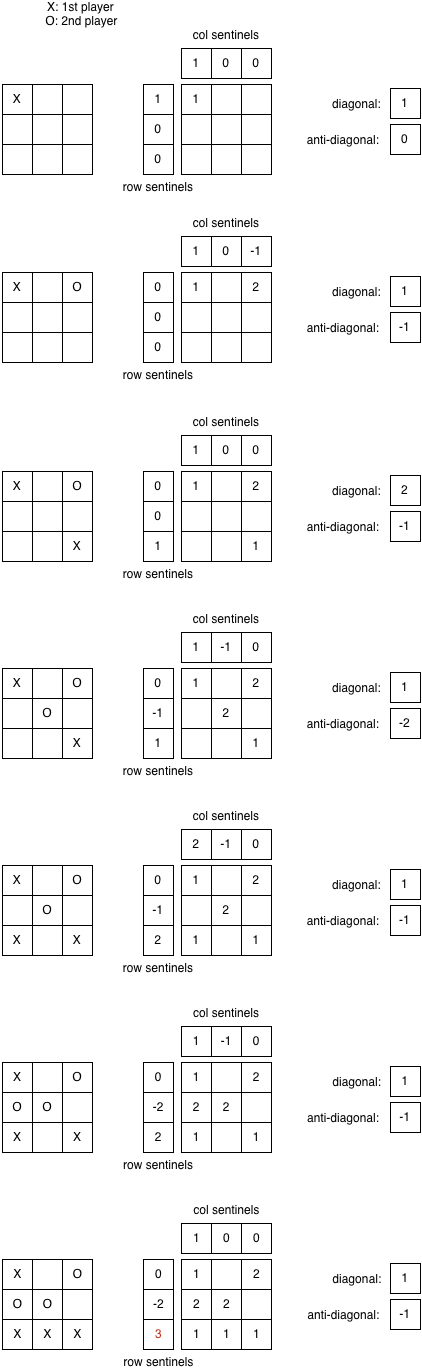 X: 1st player
O: 2nd player
col sentinels
1 0 0
X 1 1 diagonal: 1
0 anti-diagonal: 0
0
row sentinels
col sentinels
1 0 -1
X O 0 1 2 diagonal: 1
0 anti-diagonal: -1
0
row sentinels
col sentinels
1 0 0
X O 0 1 2 diagonal: 2
0 anti-diagonal: -1
X 1 1
row sentinels
col sentinels
1 -1 0
X O 0 1 2 diagonal: 1
O -1 2 anti-diagonal: -2
X 1 1
row sentinels
col sentinels
2 -1 0
X O 0 1 2 diagonal: 1
O -1 2 anti-diagonal: -1
X X 2 1 1
row sentinels
col sentinels
1 -1 0
X O 0 1 2 diagonal: 1
O O -2 2 2 anti-diagonal: -1
X X 2 1 1
row sentinels
col sentinels
1 0 0
X O 0 1 2 diagonal: 1
O O -2 2 2 anti-diagonal: -1
X X X 3 1 1 1
row sentinels